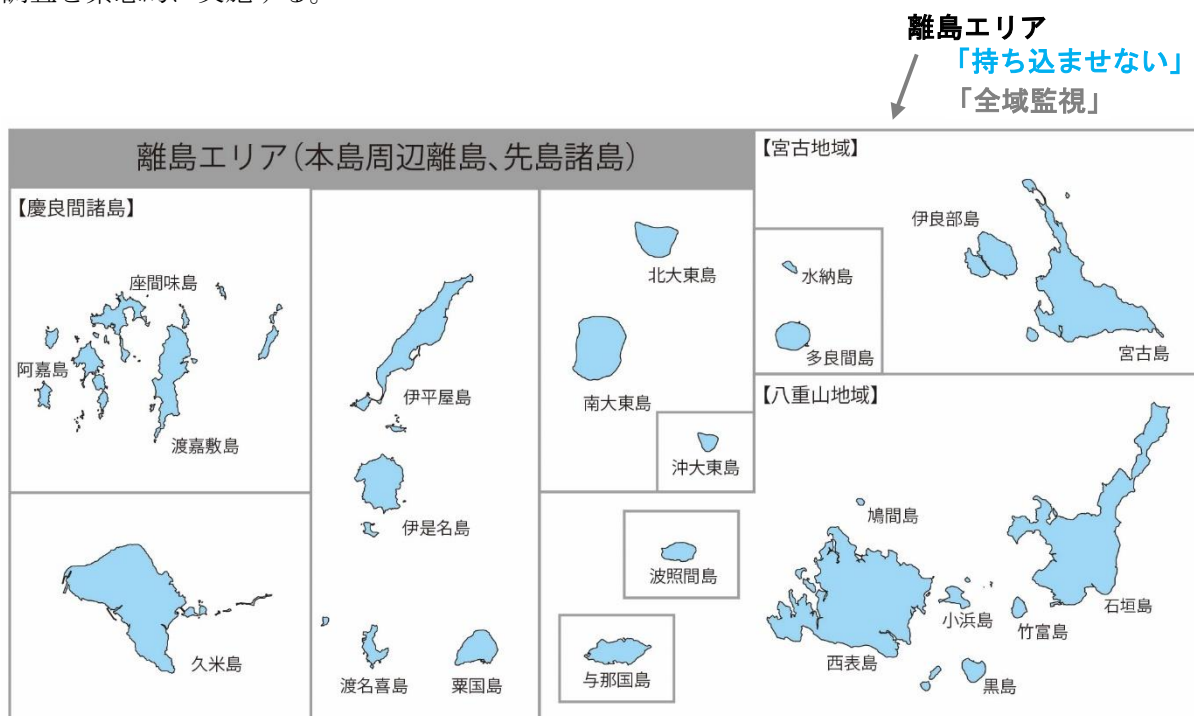 離島エリア
「持ち込ませない」
「全域監視」
離島エリア(本島周辺離島、先島諸島)
【慶良間諸島】
座間味島
阿嘉島
渡嘉敷島
久米島
伊平屋島
伊是名島
渡名喜島
粟国島
北大東島
南大東島
沖大東島
波照間島
与那国島
【宮古地域】
伊良部島
水納島
多良間島
宮古島
【八重山地域】
鳩間島
小浜島
竹富島
石垣島
西表島
黒島